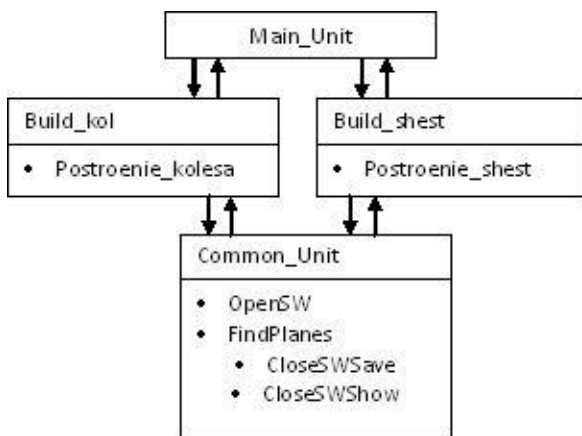 Main_Unit
Build_kol
• Postroenie_kolesa
Build_shest
• Postroenie_shest
Common_Unit
• OpenSW
• FindPlanes
• CloseSWSave
• CloseSWShow